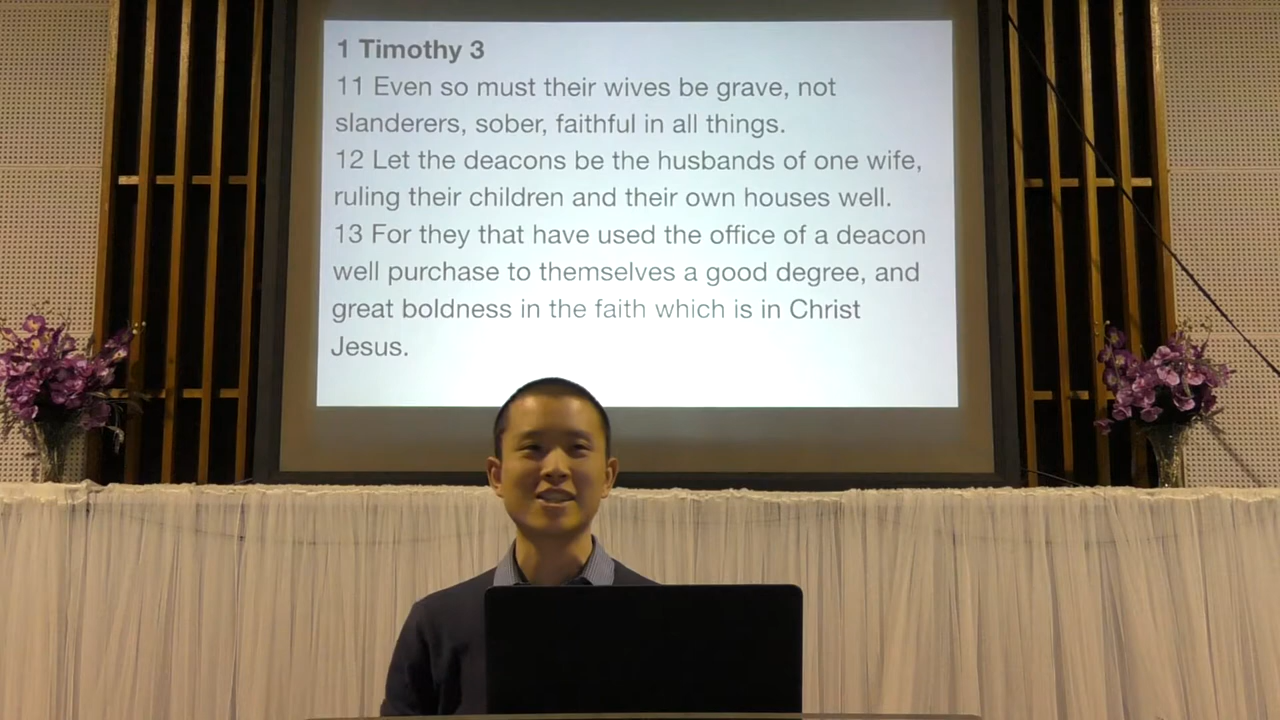 1 Timothy 3
11 Even so must their wives be grave, not
slanderers, sober, faithful in all things.
12 Let the deacons be the husbands of one wife,
ruling their children and their own houses well.
13 For they that have used the office of a deacon
well purchase to themselves a good degree, and
great boldness in the faith which is in Christ
Jesus.